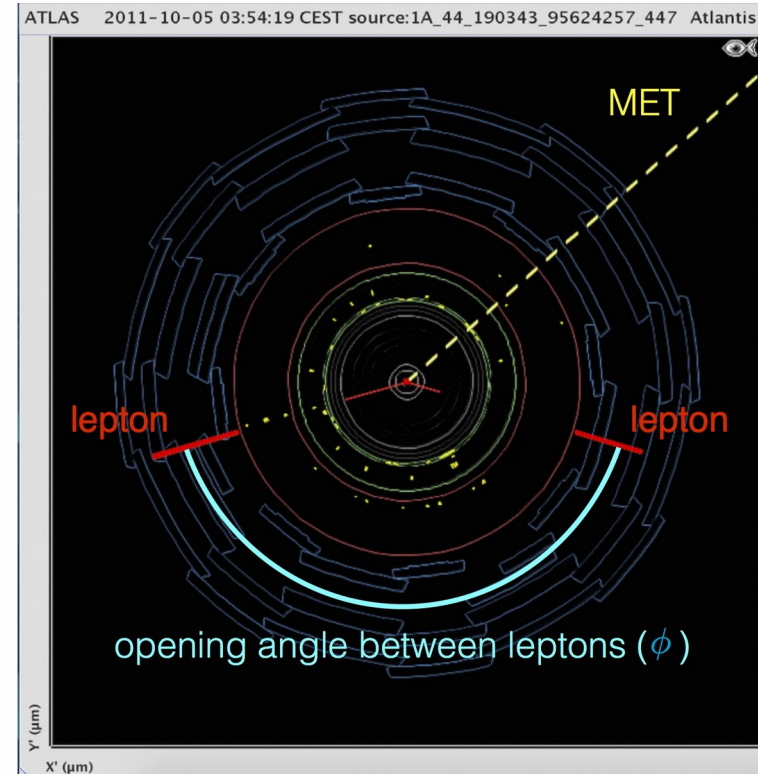 ATLAS 2011-10-05 03:54:19 CEST source:1A_44_190343_95624257_447 Atlantis
MET
lepton
lepton
opening angle between leptons (ϕ)
Y' (µm)
X' (µm)